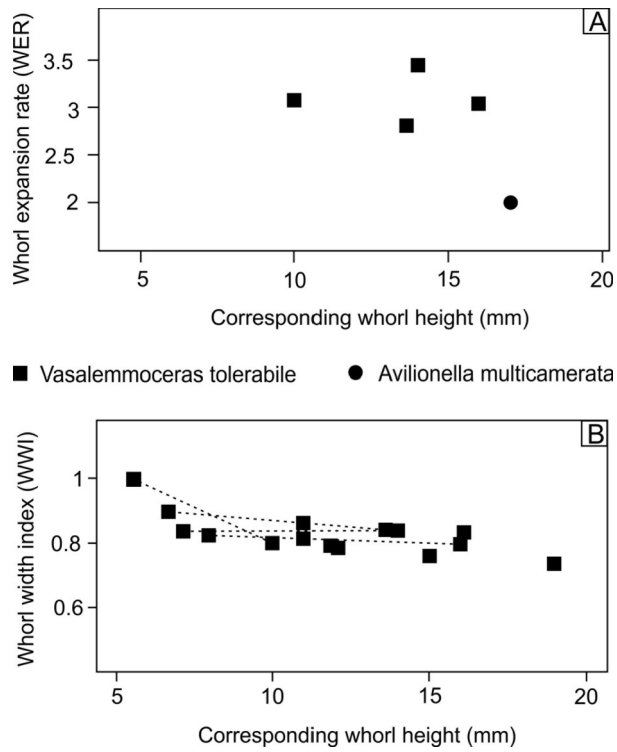 A
Whorl expansion rate (WER)
3.5
3
2.5
2
5 10 15 20
Corresponding whorl height (mm)
Vasalemmoceras tolerabile Avilionella multicamerata
B
Whorl width index (WWI)
1
0.8
0.6
5 10 15 20
Corresponding whorl height (mm)